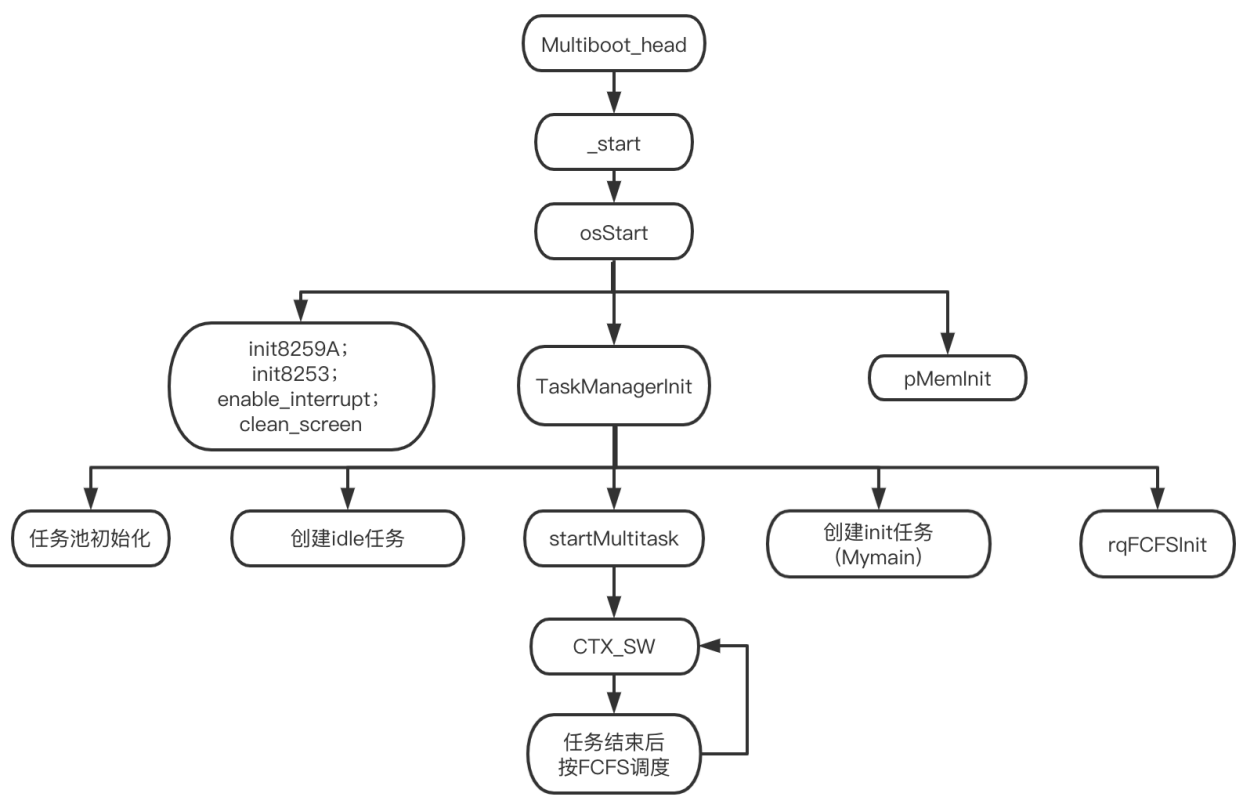 Multiboot_head
_start
osStart
init8259A；
init8253；
enable_interrupt；
clean_screen
TaskManagerInit
pMemInit
任务池初始化
创建idle任务
startMultitask
创建init任务
（Mymain）
rqFCFSInit
CTX_SW
任务结束后
按FCFS调度